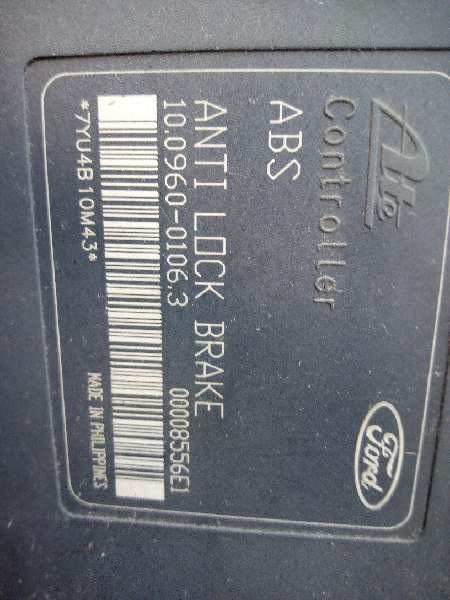 Ate
Controller
Ford
ABS
ANTI LOCK BRAKE
10.0960-0106.3 00008556E1
*7YU4B10M43*
MADE IN PHILIPPINES